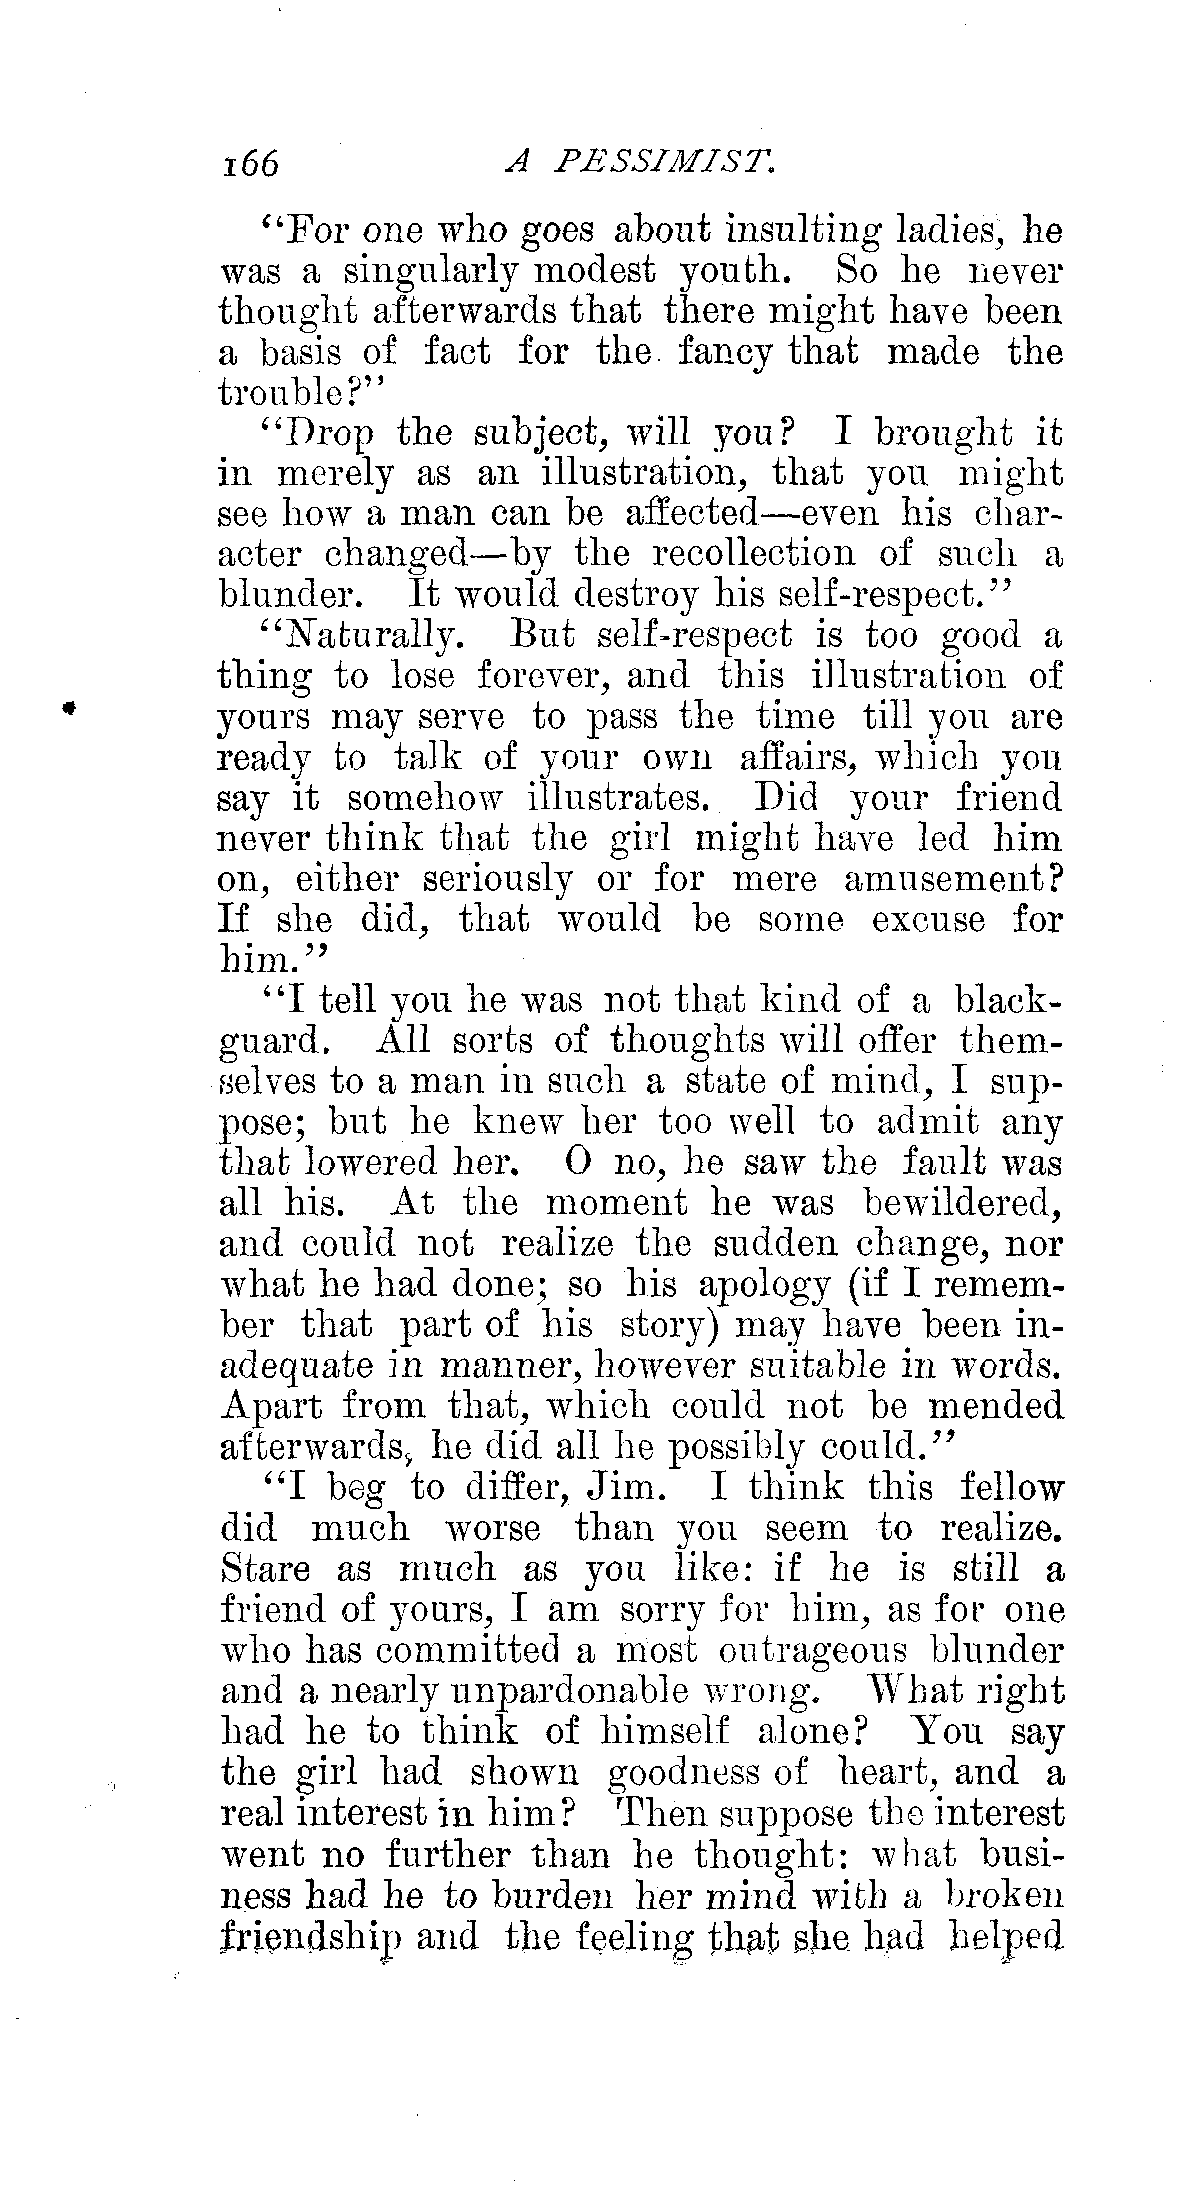 166 A PESSIMIST.
"For one who goes about insulting ladies, he
was a singularly modest youth. So he never
thought afterwards that there might have been
a basis of fact for the fancy that made the
trouble?"
"Drop the subject, will you? I brought it
in merely as an illustration, that you might
see how a man can be affected—even his char-
acter changed—by the recollection of such a
blunder. It would destroy his self-respect."
"Naturally. But self-respect is too good a
thing to lose forever, and this illustration of
yours may serve to pass the time till you are
ready to talk of your own affairs, which you
say it somehow illustrates. Did your friend
never think that the girl might have led him
on, either seriously or for mere amusement?
If she did, that would be some excuse for
him."
"I tell you he was not that kind of a black-
guard. All sorts of thoughts will offer them-
selves to a man in such a state of mind, I sup-
pose; but he knew her too well to admit any
that lowered her. O no, he saw the fault was
all his. At the moment he was bewildered,
and could not realize the sudden change, nor
what he had done; so his apology (if I remem-
ber that part of his story) may have been in-
adequate in manner, however suitable in words.
Apart from that, which could not be mended
afterwards, he did all he possibly could."
"I beg to differ, Jim. I think this fellow
did much worse than you seem to realize.
Stare as much as you like: if he is still a
friend of yours, I am sorry for him, as for one
who has committed a most outrageous blunder
and a nearly unpardonable wrong. What right
had he to think of himself alone? You say
the girl had shown goodness of heart, and a
real interest in him? Then suppose the interest
went no further than he thought: what busi-
ness had he to burden her mind with a broken
friendship and the feeling that she had helped